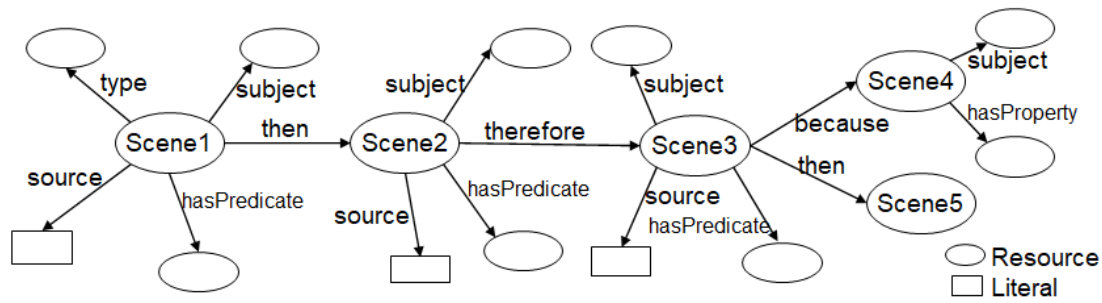 type
subject
Scene1
source
hasPredicate
then
subject
Scene2
source
hasPredicate
therefore
subject
Scene3
source
hasPredicate
because
then
Scene4
subject
hasProperty
Scene5
Resource
Literal